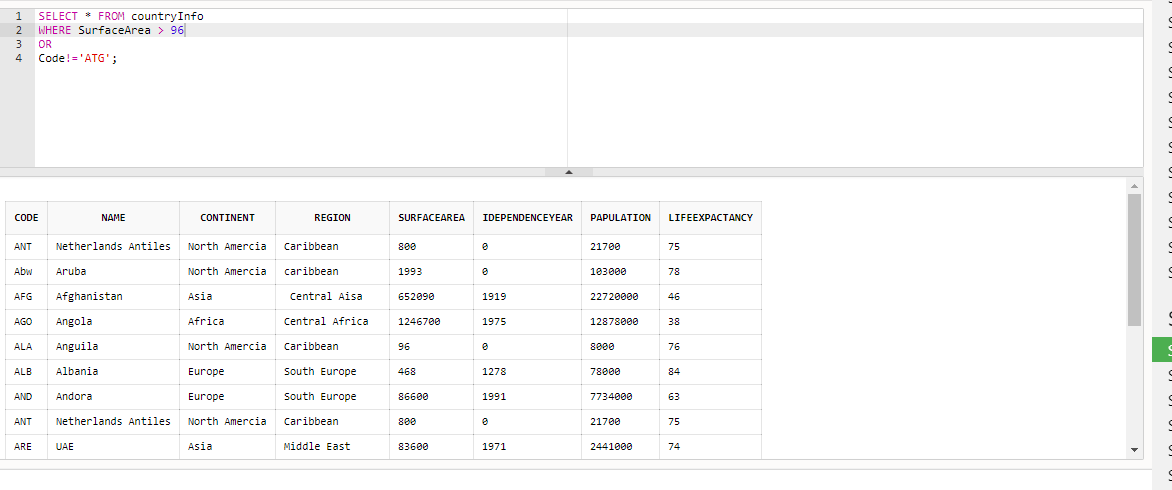 1 SELECT * FROM countryInfo
2 WHERE SurfaceArea > 96
3 OR
4 Code!='ATG';
CODE NAME CONTINENT REGION SURFACEAREA IDEPENDENCEYEAR PAPULATION LIFEEXPACTANCY
ANT Netherlands Antiles North Amercia Caribbean 800 0 21700 75
Abw Aruba North Amercia caribbean 1993 0 103000 78
AFG Afghanistan Asia Central Aisa 652090 1919 22720000 46
AGO Angola Africa Central Africa 1246700 1975 12878000 38
ALA Anguila North Amercia Caribbean 96 0 8000 76
ALB Albania Europe South Europe 468 1278 78000 84
AND Andora Europe South Europe 86600 1991 7734000 63
ANT Netherlands Antiles North Amercia Caribbean 800 0 21700 75
ARE UAE Asia Middle East 83600 1971 2441000 74